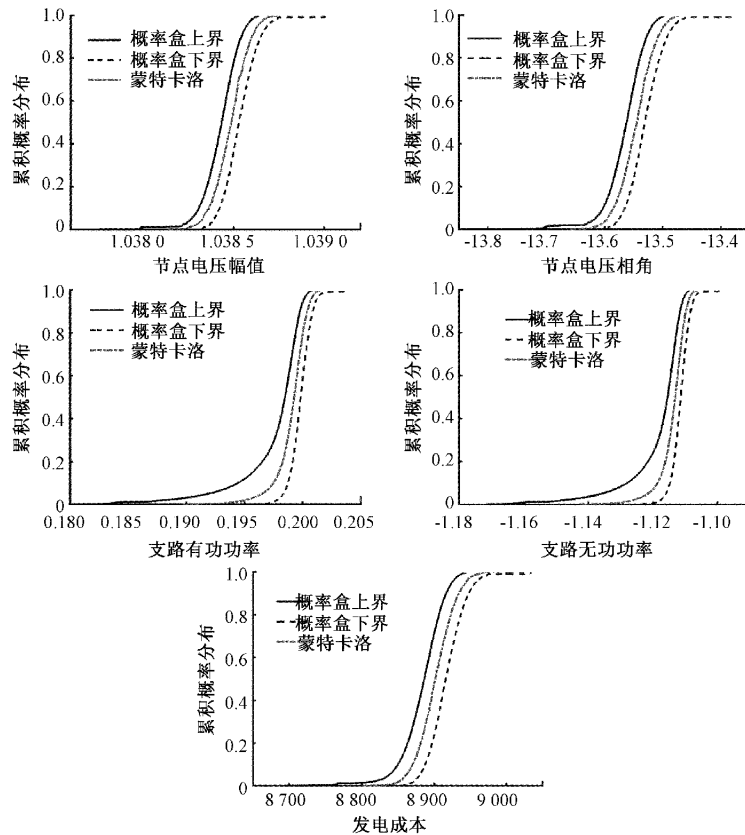 1.0
0.8
0.6
0.4
0.2
0
累积概率分布
概率盒上界
概率盒下界
蒙特卡洛
1.038 0
1.038 5
1.039 0
节点电压幅值
1.0
0.8
0.6
0.4
0.2
0
累积概率分布
概率盒上界
概率盒下界
蒙特卡洛
-13.8
-13.7
-13.6
-13.5
-13.4
节点电压相角
1.0
0.8
0.6
0.4
0.2
0
累积概率分布
概率盒上界
概率盒下界
蒙特卡洛
0.180
0.185
0.190
0.195
0.200
0.205
支路有功功率
1.0
0.8
0.6
0.4
0.2
0
累积概率分布
概率盒上界
概率盒下界
蒙特卡洛
-1.18
-1.16
-1.14
-1.12
-1.10
支路无功功率
1.0
0.8
0.6
0.4
0.2
0
累积概率分布
概率盒上界
概率盒下界
蒙特卡洛
8 700
8 800
8 900
9 000
发电成本